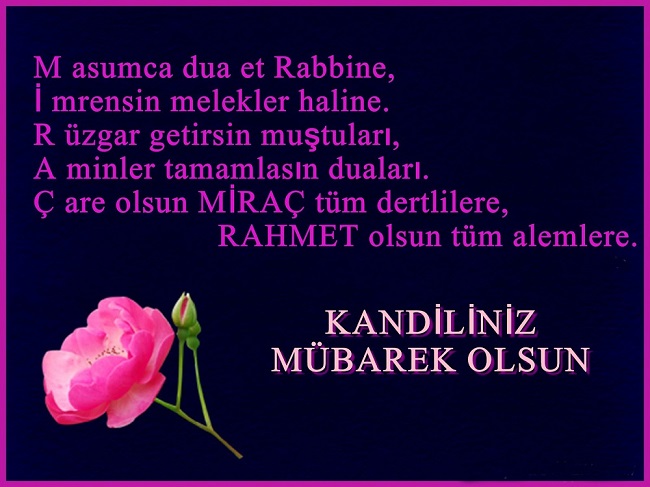 M asumca dua et Rabbine,
İ mrensin melekler haline.
R üzgar getirsin muştuları,
A minler tamamlasın duaları.
Ç are olsun MİRAÇ tüm dertlilere,
RAHMET olsun tüm alemlere.
KANDİLİNİZ
MÜBAREK OLSUN